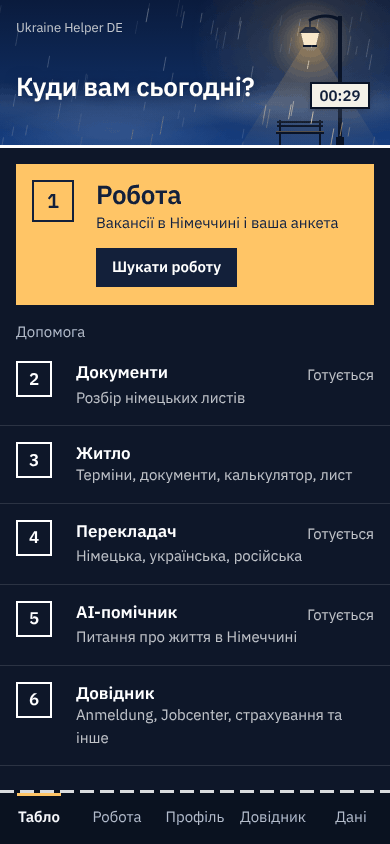 Ukraine Helper DE
Куди вам сьогодні?
00:29
1
Робота
Вакансії в Німеччині і ваша анкета
Шукати роботу
Допомога
2
Документи
Готується
Розбір німецьких листів
3
Житло
Терміни, документи, калькулятор, лист
4
Перекладач
Готується
Німецька, українська, російська
5
AI-помічник
Готується
Питання про життя в Німеччині
6
Довідник
Anmeldung, Jobcenter, страхування та
інше
Табло
Робота
Профіль
Довідник
Дані